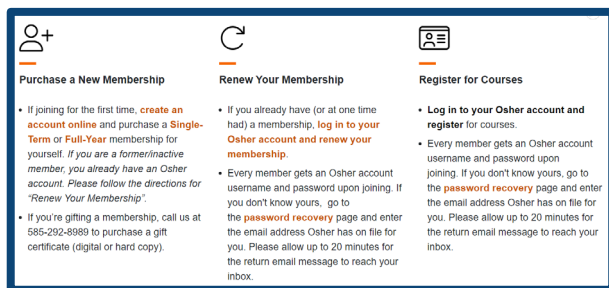 Purchase a New Membership
• If joining for the first time, create an
account online and purchase a Single-
Term or Full-Year membership for
yourself. If you are a former/inactive
member, you already have an Osher
account. Please follow the directions for
"Renew Your Membership".
• If you're gifting a membership, call us at
585-292-8989 to purchase a gift
certificate (digital or hard copy).
Renew Your Membership
• If you already have (or at one time
had) a membership, log in to your
Osher account and renew your
membership.
• Every member gets an Osher account
username and password upon joining. If
you don't know yours, go to
the password recovery page and enter
the email address Osher has on file for
you. Please allow up to 20 minutes for
the return email message to reach your
inbox.
Register for Courses
• Log in to your Osher account and
register for courses.
• Every member gets an Osher account
username and password upon
joining. If you don't know yours, go to
the password recovery page and enter
the email address Osher has on file for
you. Please allow up to 20 minutes for
the return email message to reach your
inbox.